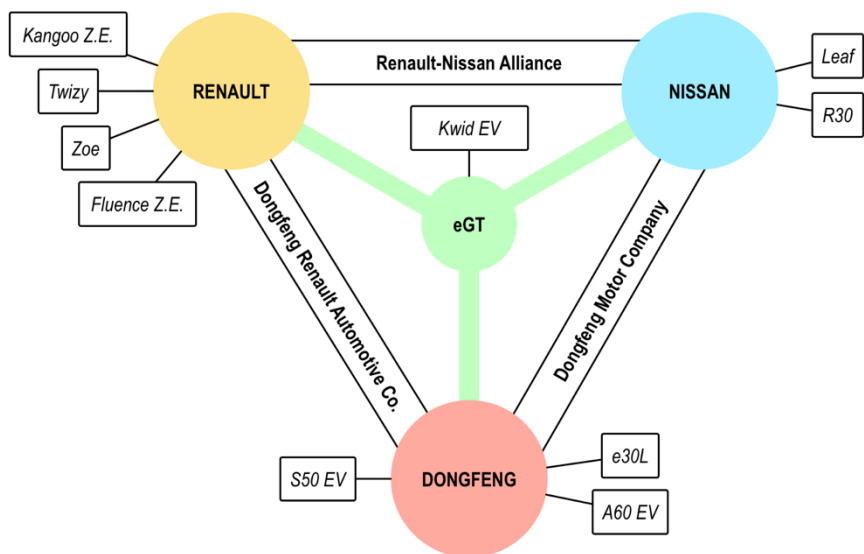 Kangoo Z.E.
Twizy
Zoe
Fluence Z.E.
RENAULT
Renault-Nissan Alliance
NISSAN
Leaf
R30
Kwid EV
eGT
Dongfeng Renault Automotive Co.
Dongfeng Motor Company
S50 EV
DONGFENG
e30L
A60 EV